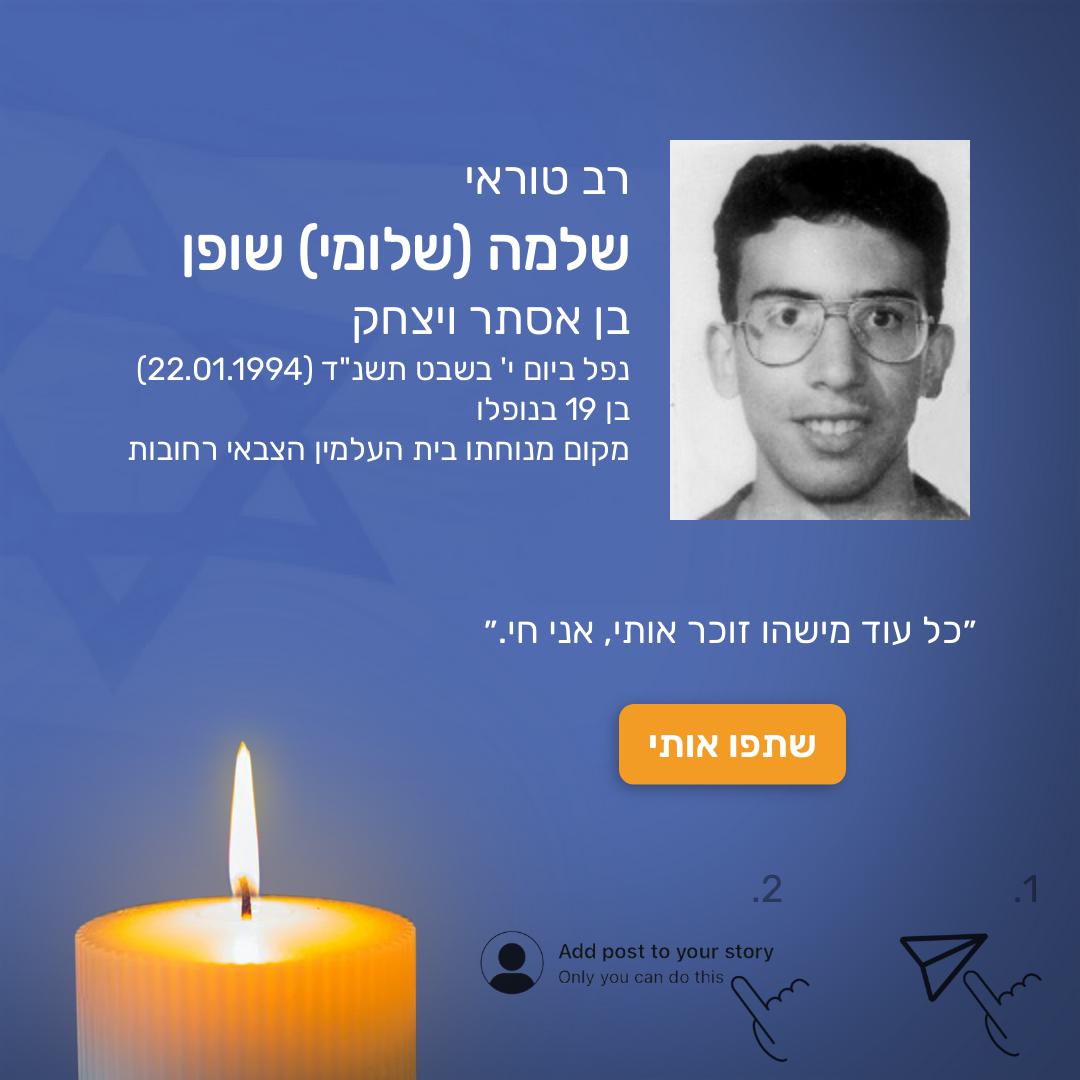 רב טוראי
שלמה (שלומי) שופן
בן אסתר ויצחק
נפל ביום י' בשבט תשנ"ד (22.01.1994)
בן 19 בנופלו
מקום מנוחתו בית העלמין הצבאי רחובות
״כל עוד מישהו זוכר אותי, אני חי.״
שתפו אותי
1.
2.
Add post to your story
Only you can do this